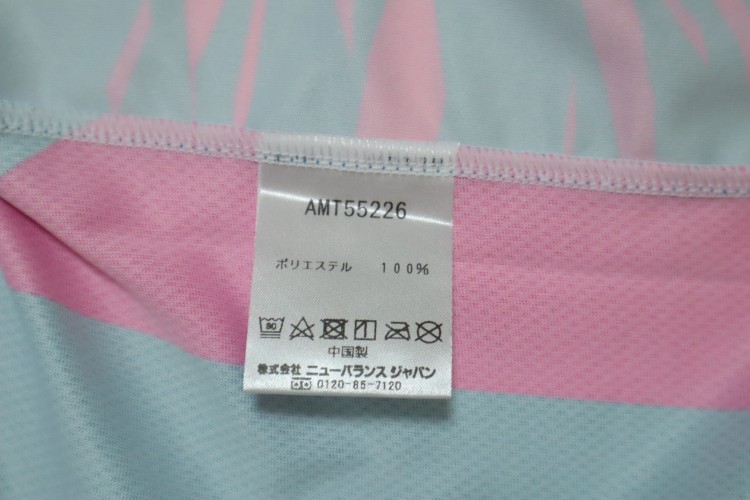 AMT55226
ポリエステル 100%
30
中国製
株式会社 ニューバランス ジャパン
0120-85-7120